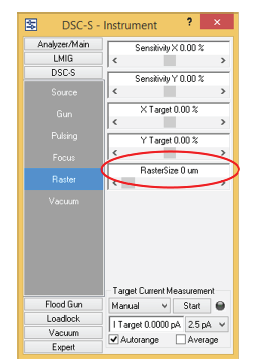 DSC-S - Instrument ? ×
Analyzer/Main
LMIG
DSC-S
Source
Gun
Pulsing
Focus
Raster
Vacuum
Flood Gun
Loadlock
Vacuum
Expert
Sensitivity X 0.00 %
Sensitivity Y 0.00 %
X Target 0.00 %
Y Target 0.00 %
RasterSize 0 um
Target Current Measurement
Manual Start
I Target 0.0000 pA 2.5 pA
Autorange Average